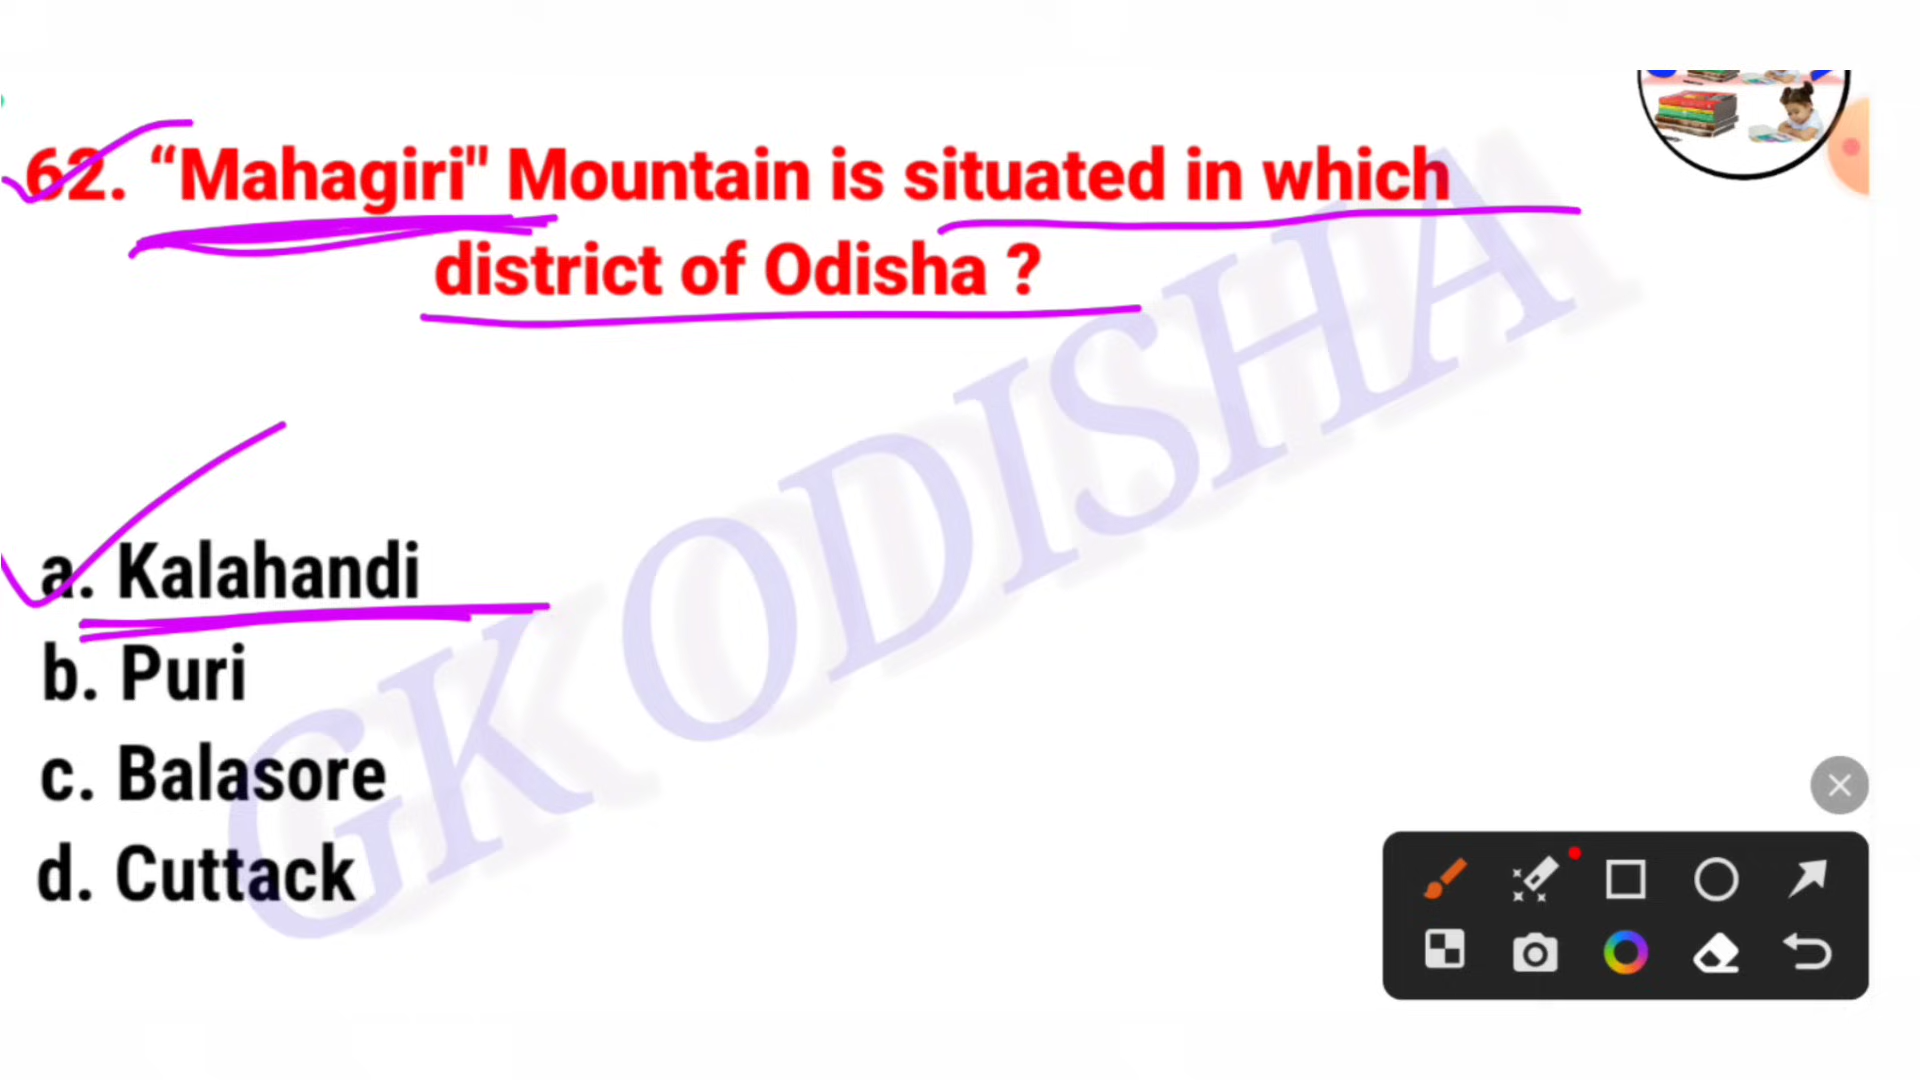 62. “Mahagiri" Mountain is situated in which
district of Odisha ?
a. Kalahandi
b. Puri
c. Balasore
d. Cuttack
GK ODISHA